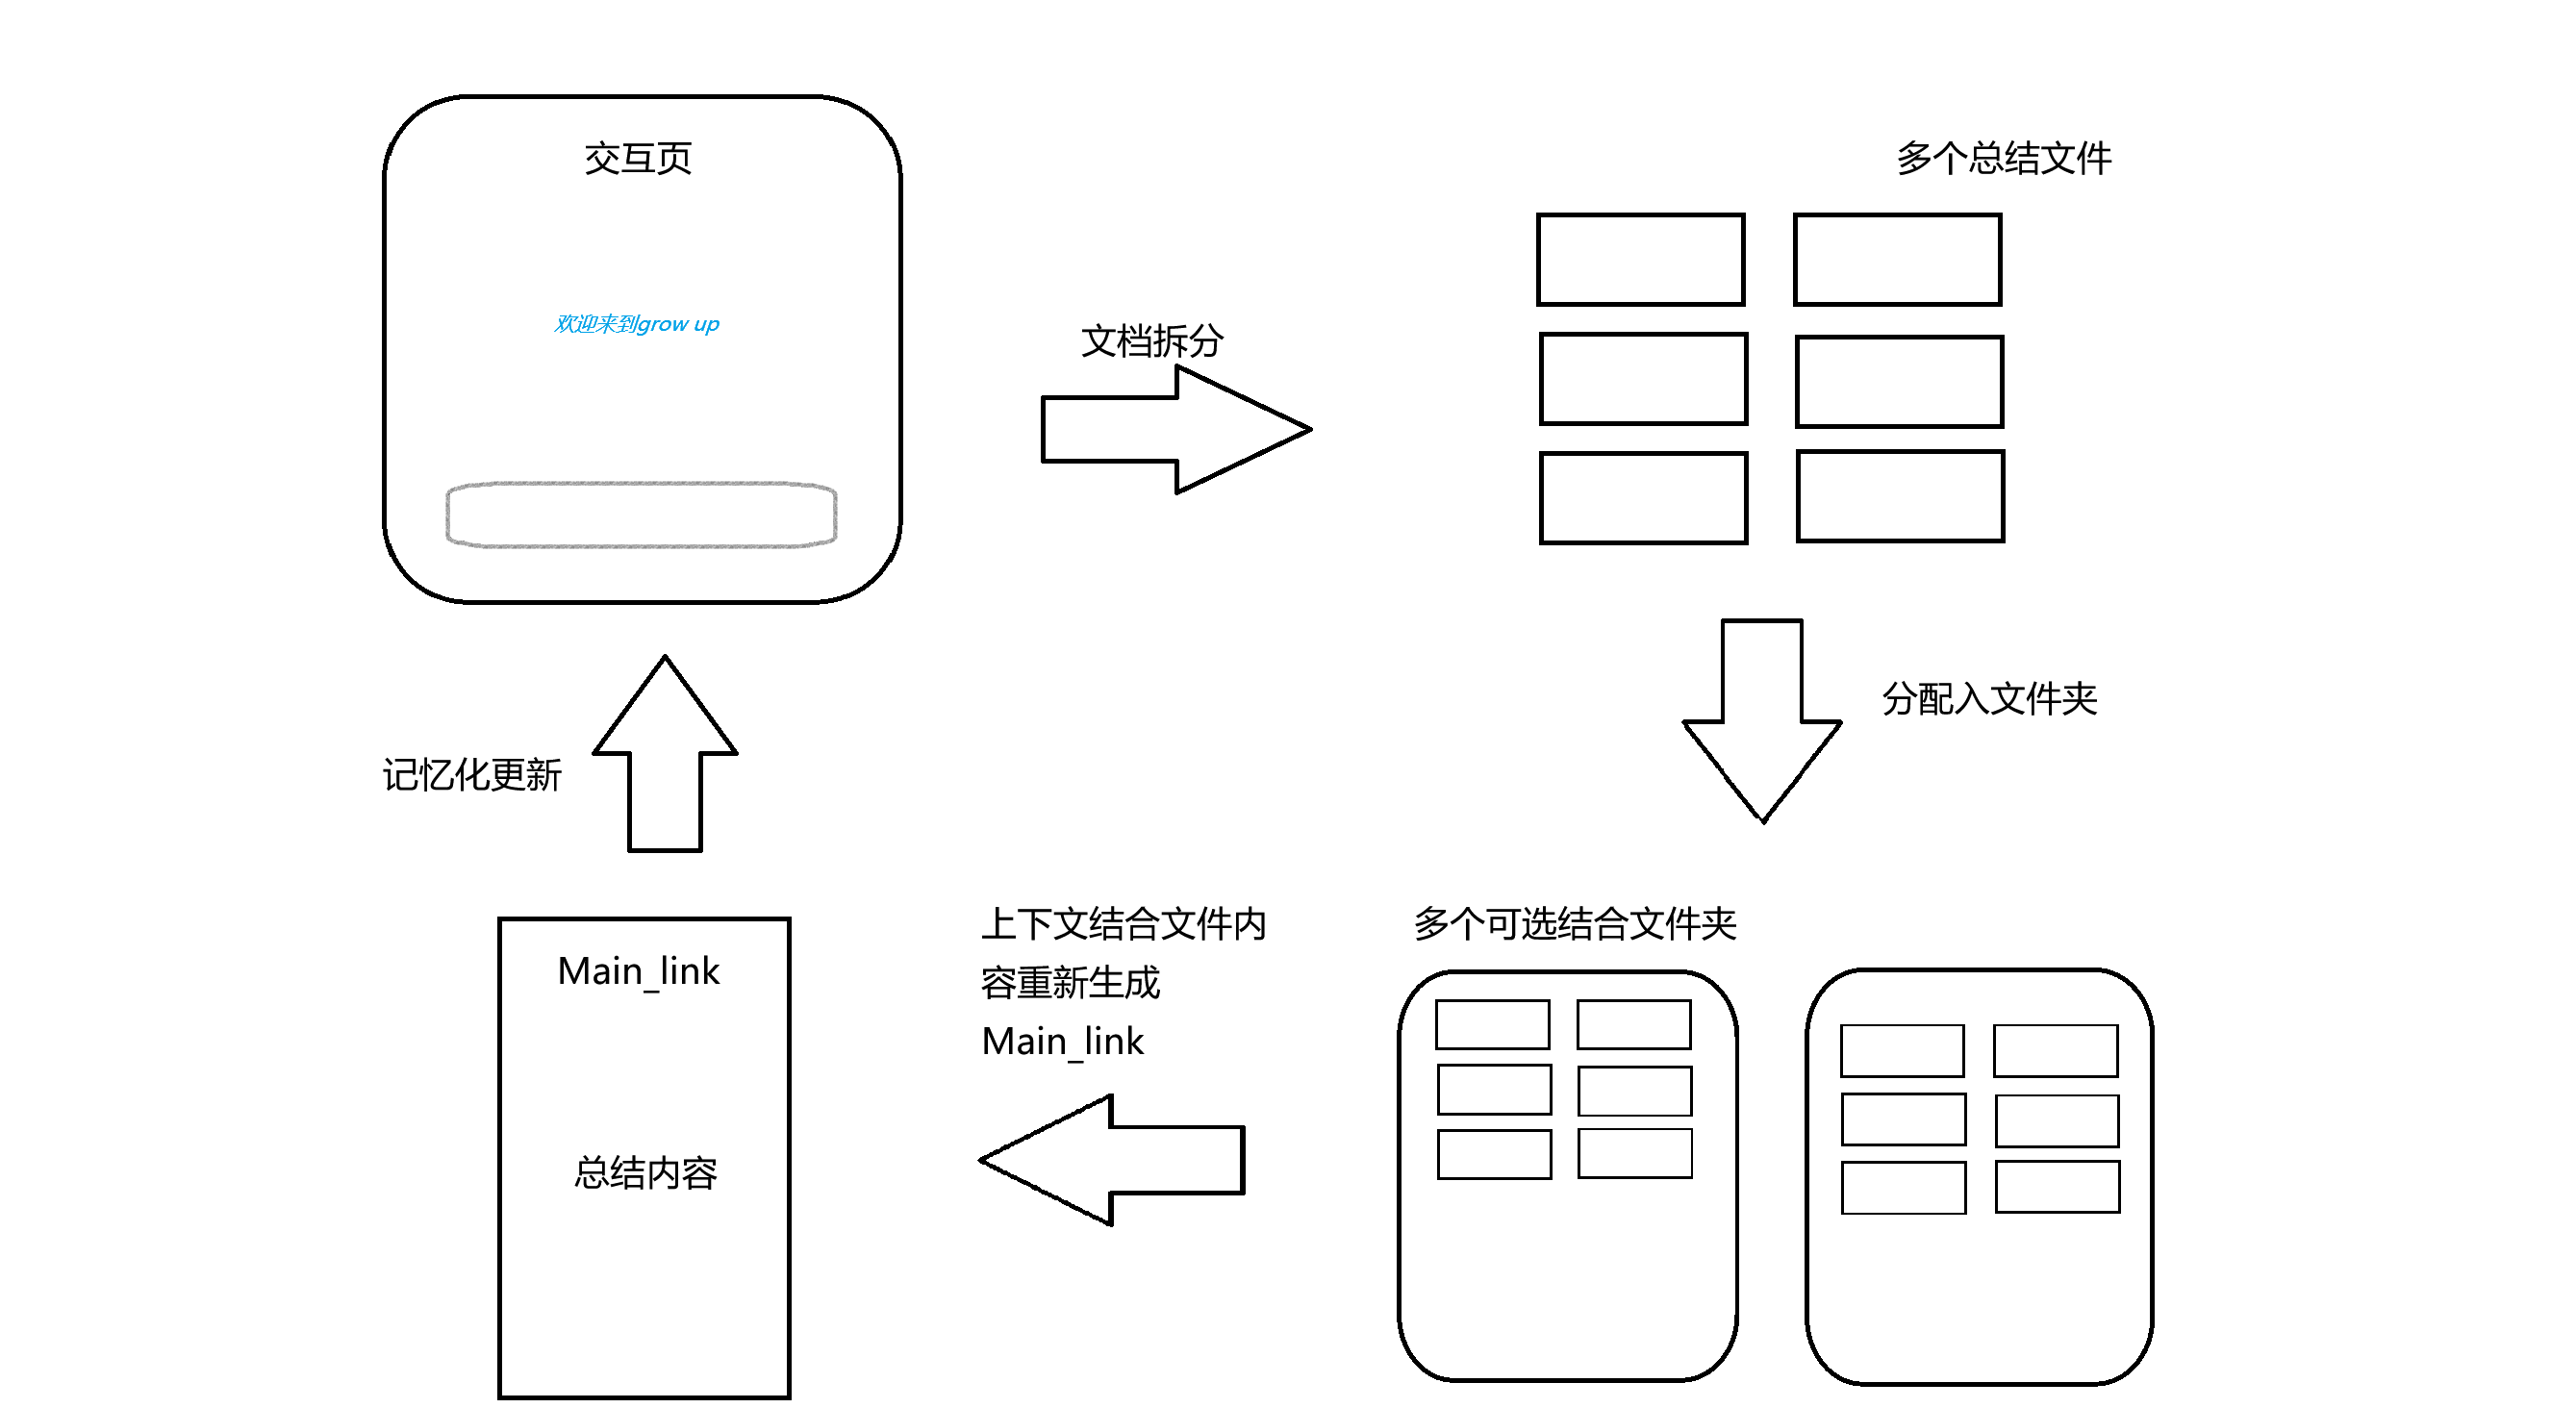 交互页
欢迎来到grow up
文档拆分
多个总结文件
分配入文件夹
多个可选结合文件夹
上下文结合文件内
容重新生成
Main_link
Main_link
总结内容
记忆化更新